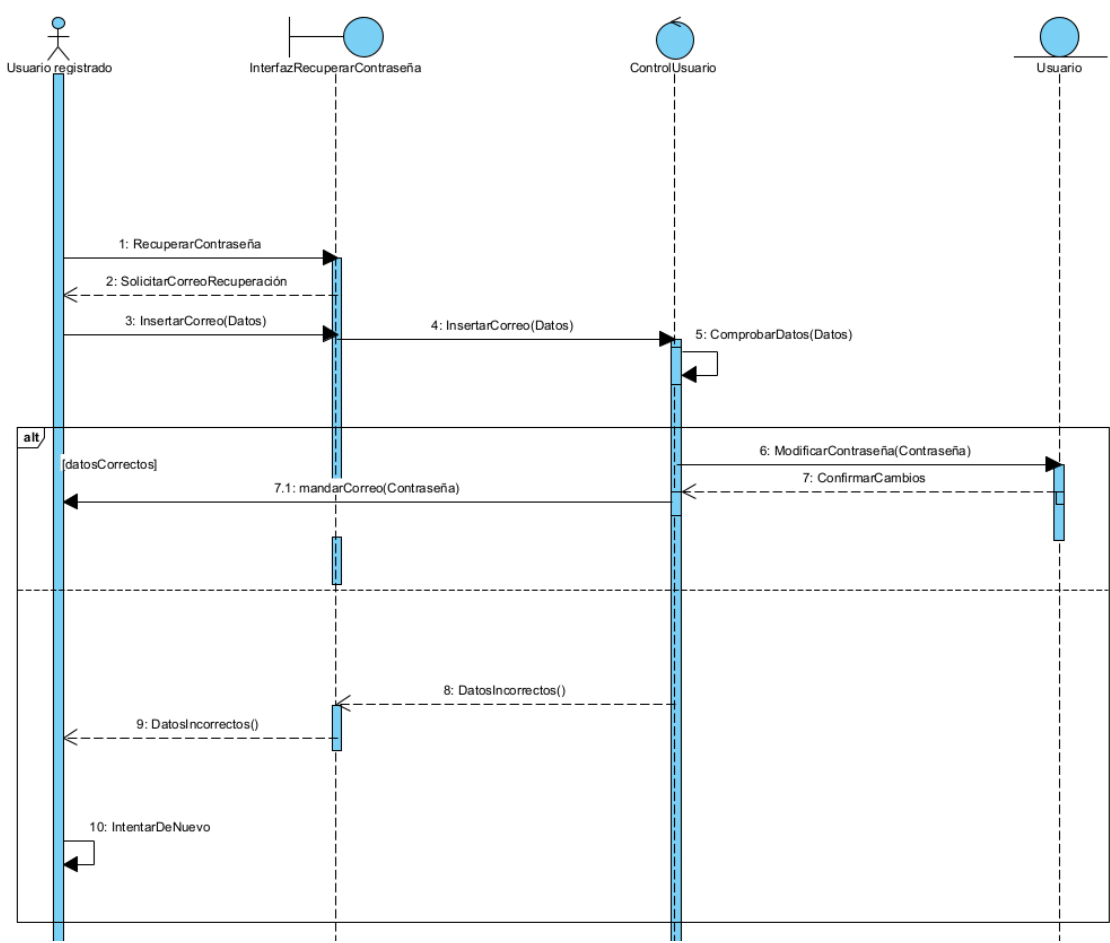 Usuario registrado
InterfazRecuperarContraseña
ControlUsuario
Usuario
1: RecuperarContraseña
2: SolicitarCorreoRecuperación
3: InsertarCorreo(Datos)
4: InsertarCorreo(Datos)
5: ComprobarDatos(Datos)
alt
[datosCorrectos]
6: ModificarContraseña(Contraseña)
7: ConfirmarCambios
7.1: mandarCorreo(Contraseña)
8: DatosIncorrectos()
9: DatosIncorrectos()
10: IntentarDeNuevo